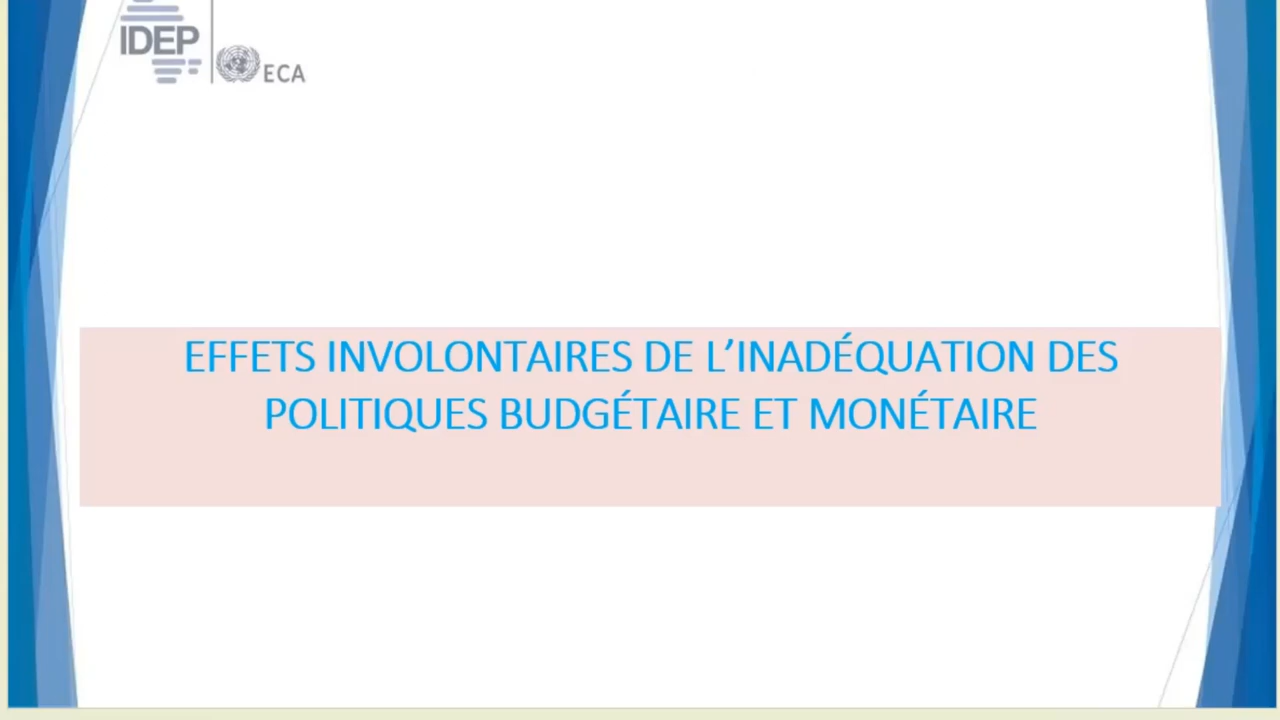 IDEP
ECA
EFFETS INVOLONTAIRES DE L’INADÉQUATION DES
POLITIQUES BUDGÉTAIRE ET MONÉTAIRE